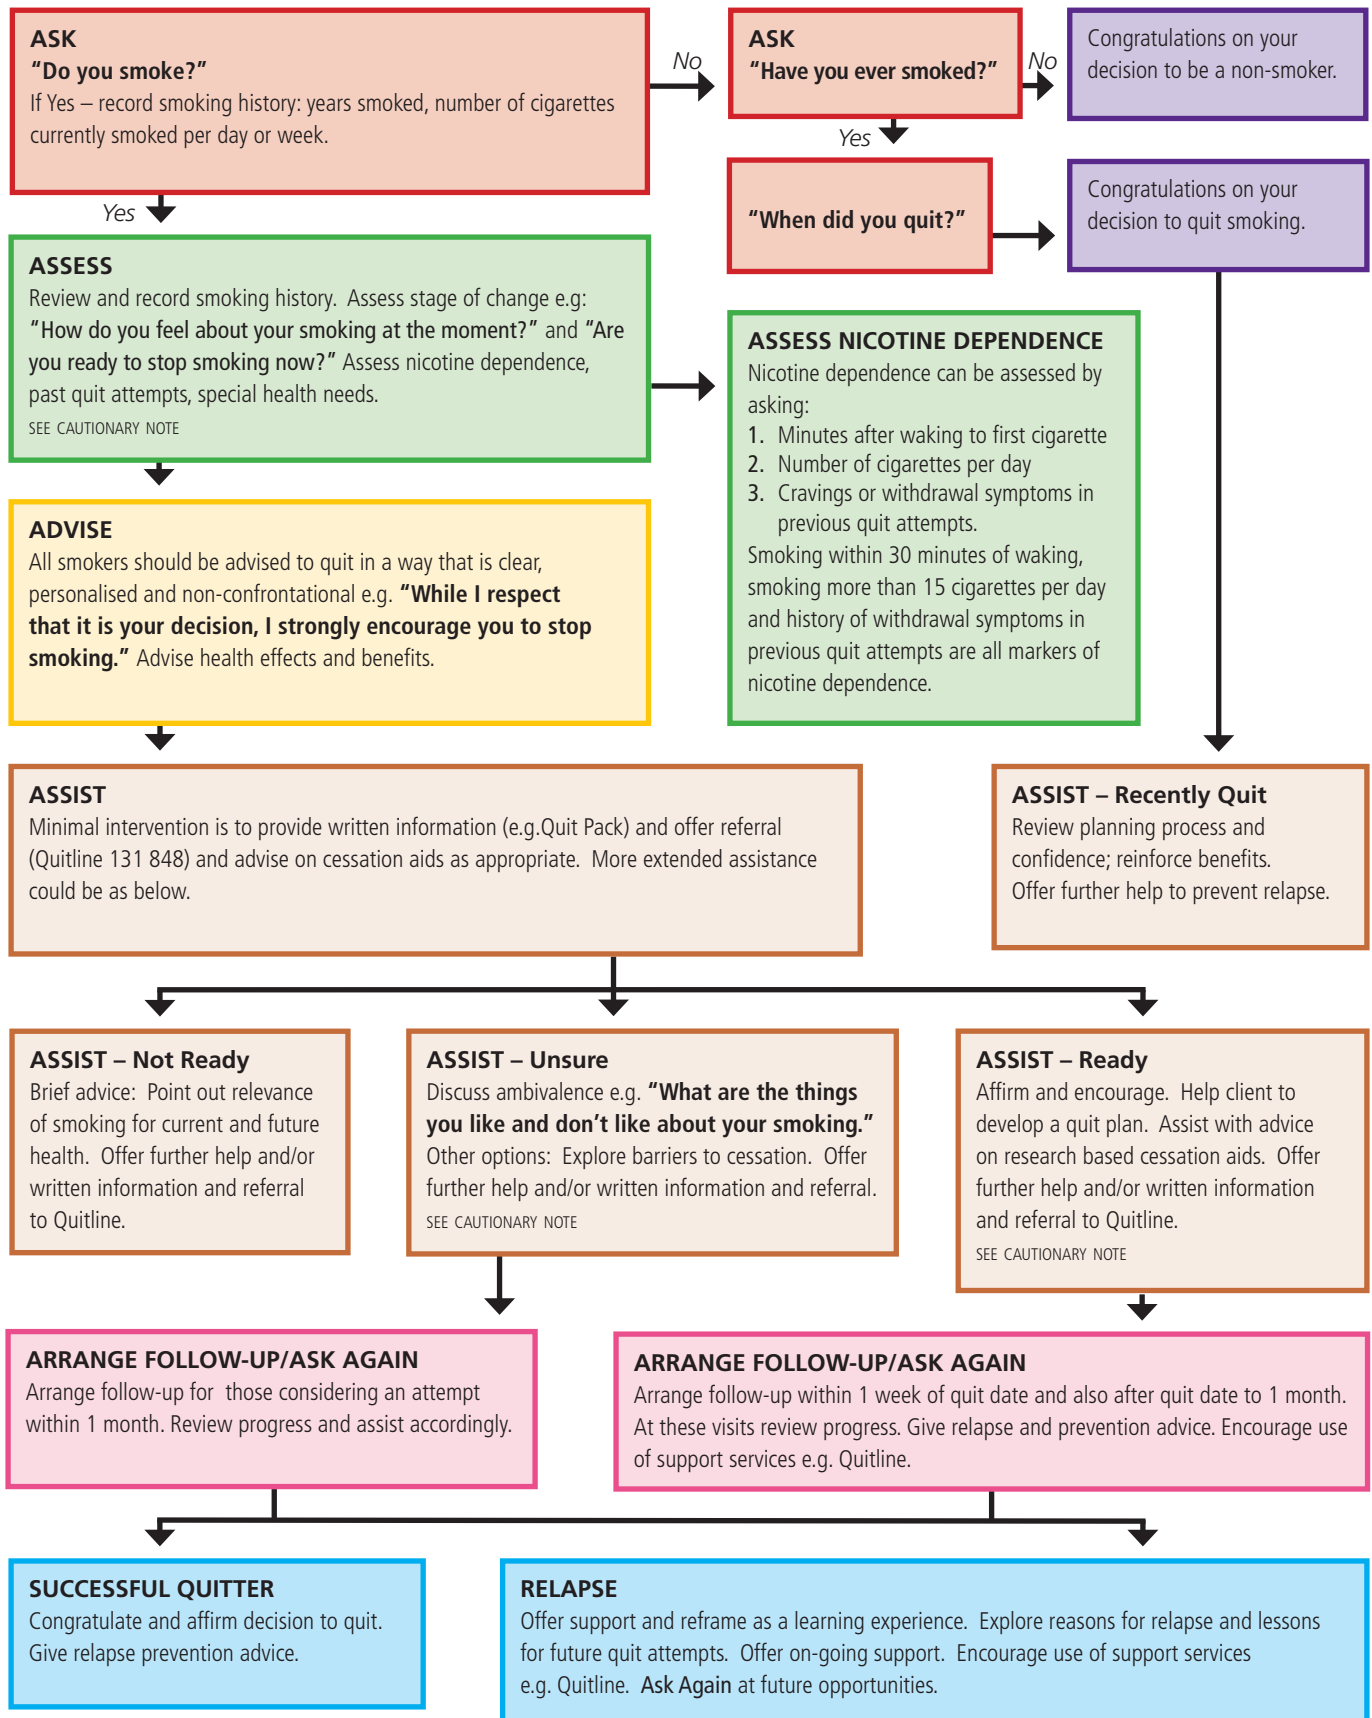 ASK
"Do you smoke?"
If Yes – record smoking history: years smoked, number of cigarettes
currently smoked per day or week.
No
ASK
"Have you ever smoked?"
No
Congratulations on your
decision to be a non-smoker.
Yes
"When did you quit?"
Congratulations on your
decision to quit smoking.
Yes
ASSESS
Review and record smoking history. Assess stage of change e.g:
"How do you feel about your smoking at the moment?" and "Are
you ready to stop smoking now?" Assess nicotine dependence,
past quit attempts, special health needs.
SEE CAUTIONARY NOTE
ASSESS NICOTINE DEPENDENCE
Nicotine dependence can be assessed by
asking:
1. Minutes after waking to first cigarette
2. Number of cigarettes per day
3. Cravings or withdrawal symptoms in
previous quit attempts.
Smoking within 30 minutes of waking,
smoking more than 15 cigarettes per day
and history of withdrawal symptoms in
previous quit attempts are all markers of
nicotine dependence.
ADVISE
All smokers should be advised to quit in a way that is clear,
personalised and non-confrontational e.g. "While I respect
that it is your decision, I strongly encourage you to stop
smoking." Advise health effects and benefits.
ASSIST
Minimal intervention is to provide written information (e.g.Quit Pack) and offer referral
(Quitline 131 848) and advise on cessation aids as appropriate. More extended assistance
could be as below.
ASSIST – Recently Quit
Review planning process and
confidence; reinforce benefits.
Offer further help to prevent relapse.
ASSIST – Not Ready
Brief advice: Point out relevance
of smoking for current and future
health. Offer further help and/or
written information and referral
to Quitline.
ASSIST – Unsure
Discuss ambivalence e.g. "What are the things
you like and don't like about your smoking."
Other options: Explore barriers to cessation. Offer
further help and/or written information and referral.
SEE CAUTIONARY NOTE
ASSIST – Ready
Affirm and encourage. Help client to
develop a quit plan. Assist with advice
on research based cessation aids. Offer
further help and/or written information
and referral to Quitline.
SEE CAUTIONARY NOTE
ARRANGE FOLLOW-UP/ASK AGAIN
Arrange follow-up for those considering an attempt
within 1 month. Review progress and assist accordingly.
ARRANGE FOLLOW-UP/ASK AGAIN
Arrange follow-up within 1 week of quit date and also after quit date to 1 month.
At these visits review progress. Give relapse and prevention advice. Encourage use
of support services e.g. Quitline.
SUCCESSFUL QUITTER
Congratulate and affirm decision to quit.
Give relapse prevention advice.
RELAPSE
Offer support and reframe as a learning experience. Explore reasons for relapse and lessons
for future quit attempts. Offer on-going support. Encourage use of support services
e.g. Quitline. Ask Again at future opportunities.